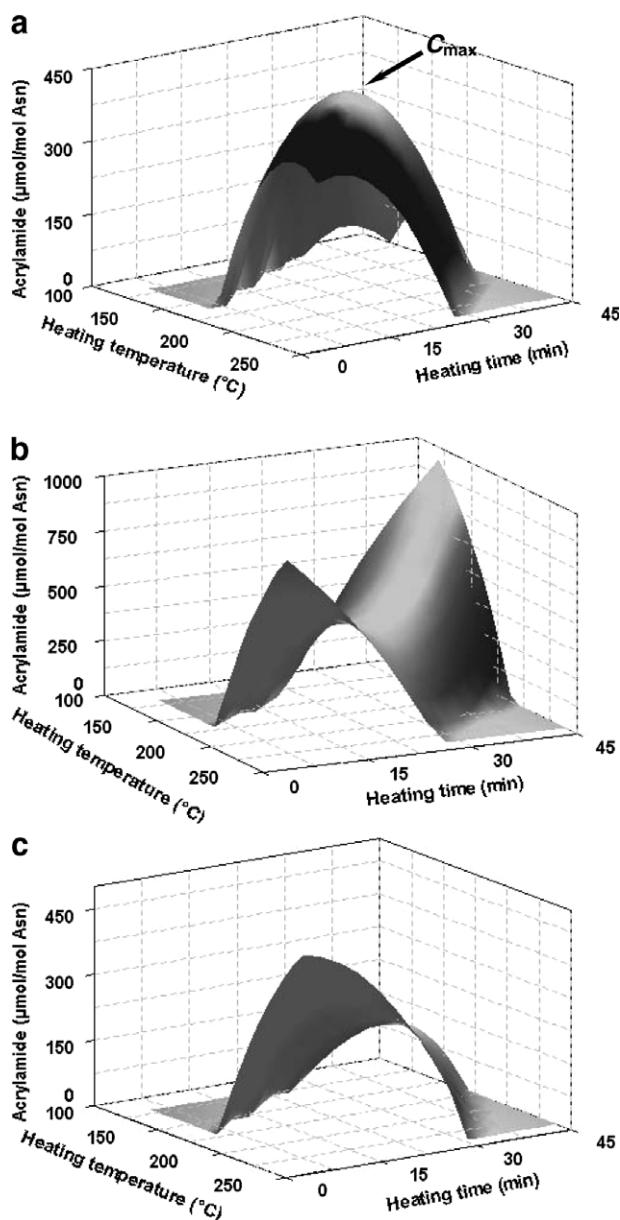 a
C max
450
300
150
0
100
150
200
250
0
15
30
45
Acrylamide (µmol/mol Asn)
Heating temperature (°C)
Heating time (min)
b
1000
750
500
250
0
100
150
200
250
0
15
30
45
Acrylamide (µmol/mol Asn)
Heating temperature (°C)
Heating time (min)
c
450
300
150
0
100
150
200
250
0
15
30
45
Acrylamide (µmol/mol Asn)
Heating temperature (°C)
Heating time (min)